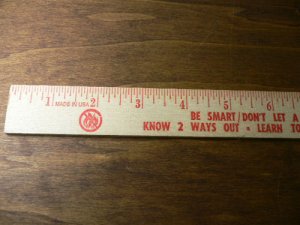 1 2 3 4 5 6
MADE IN USA
BE SMART/DON'T LET A
KNOW 2 WAYS OUT • LEARN TO